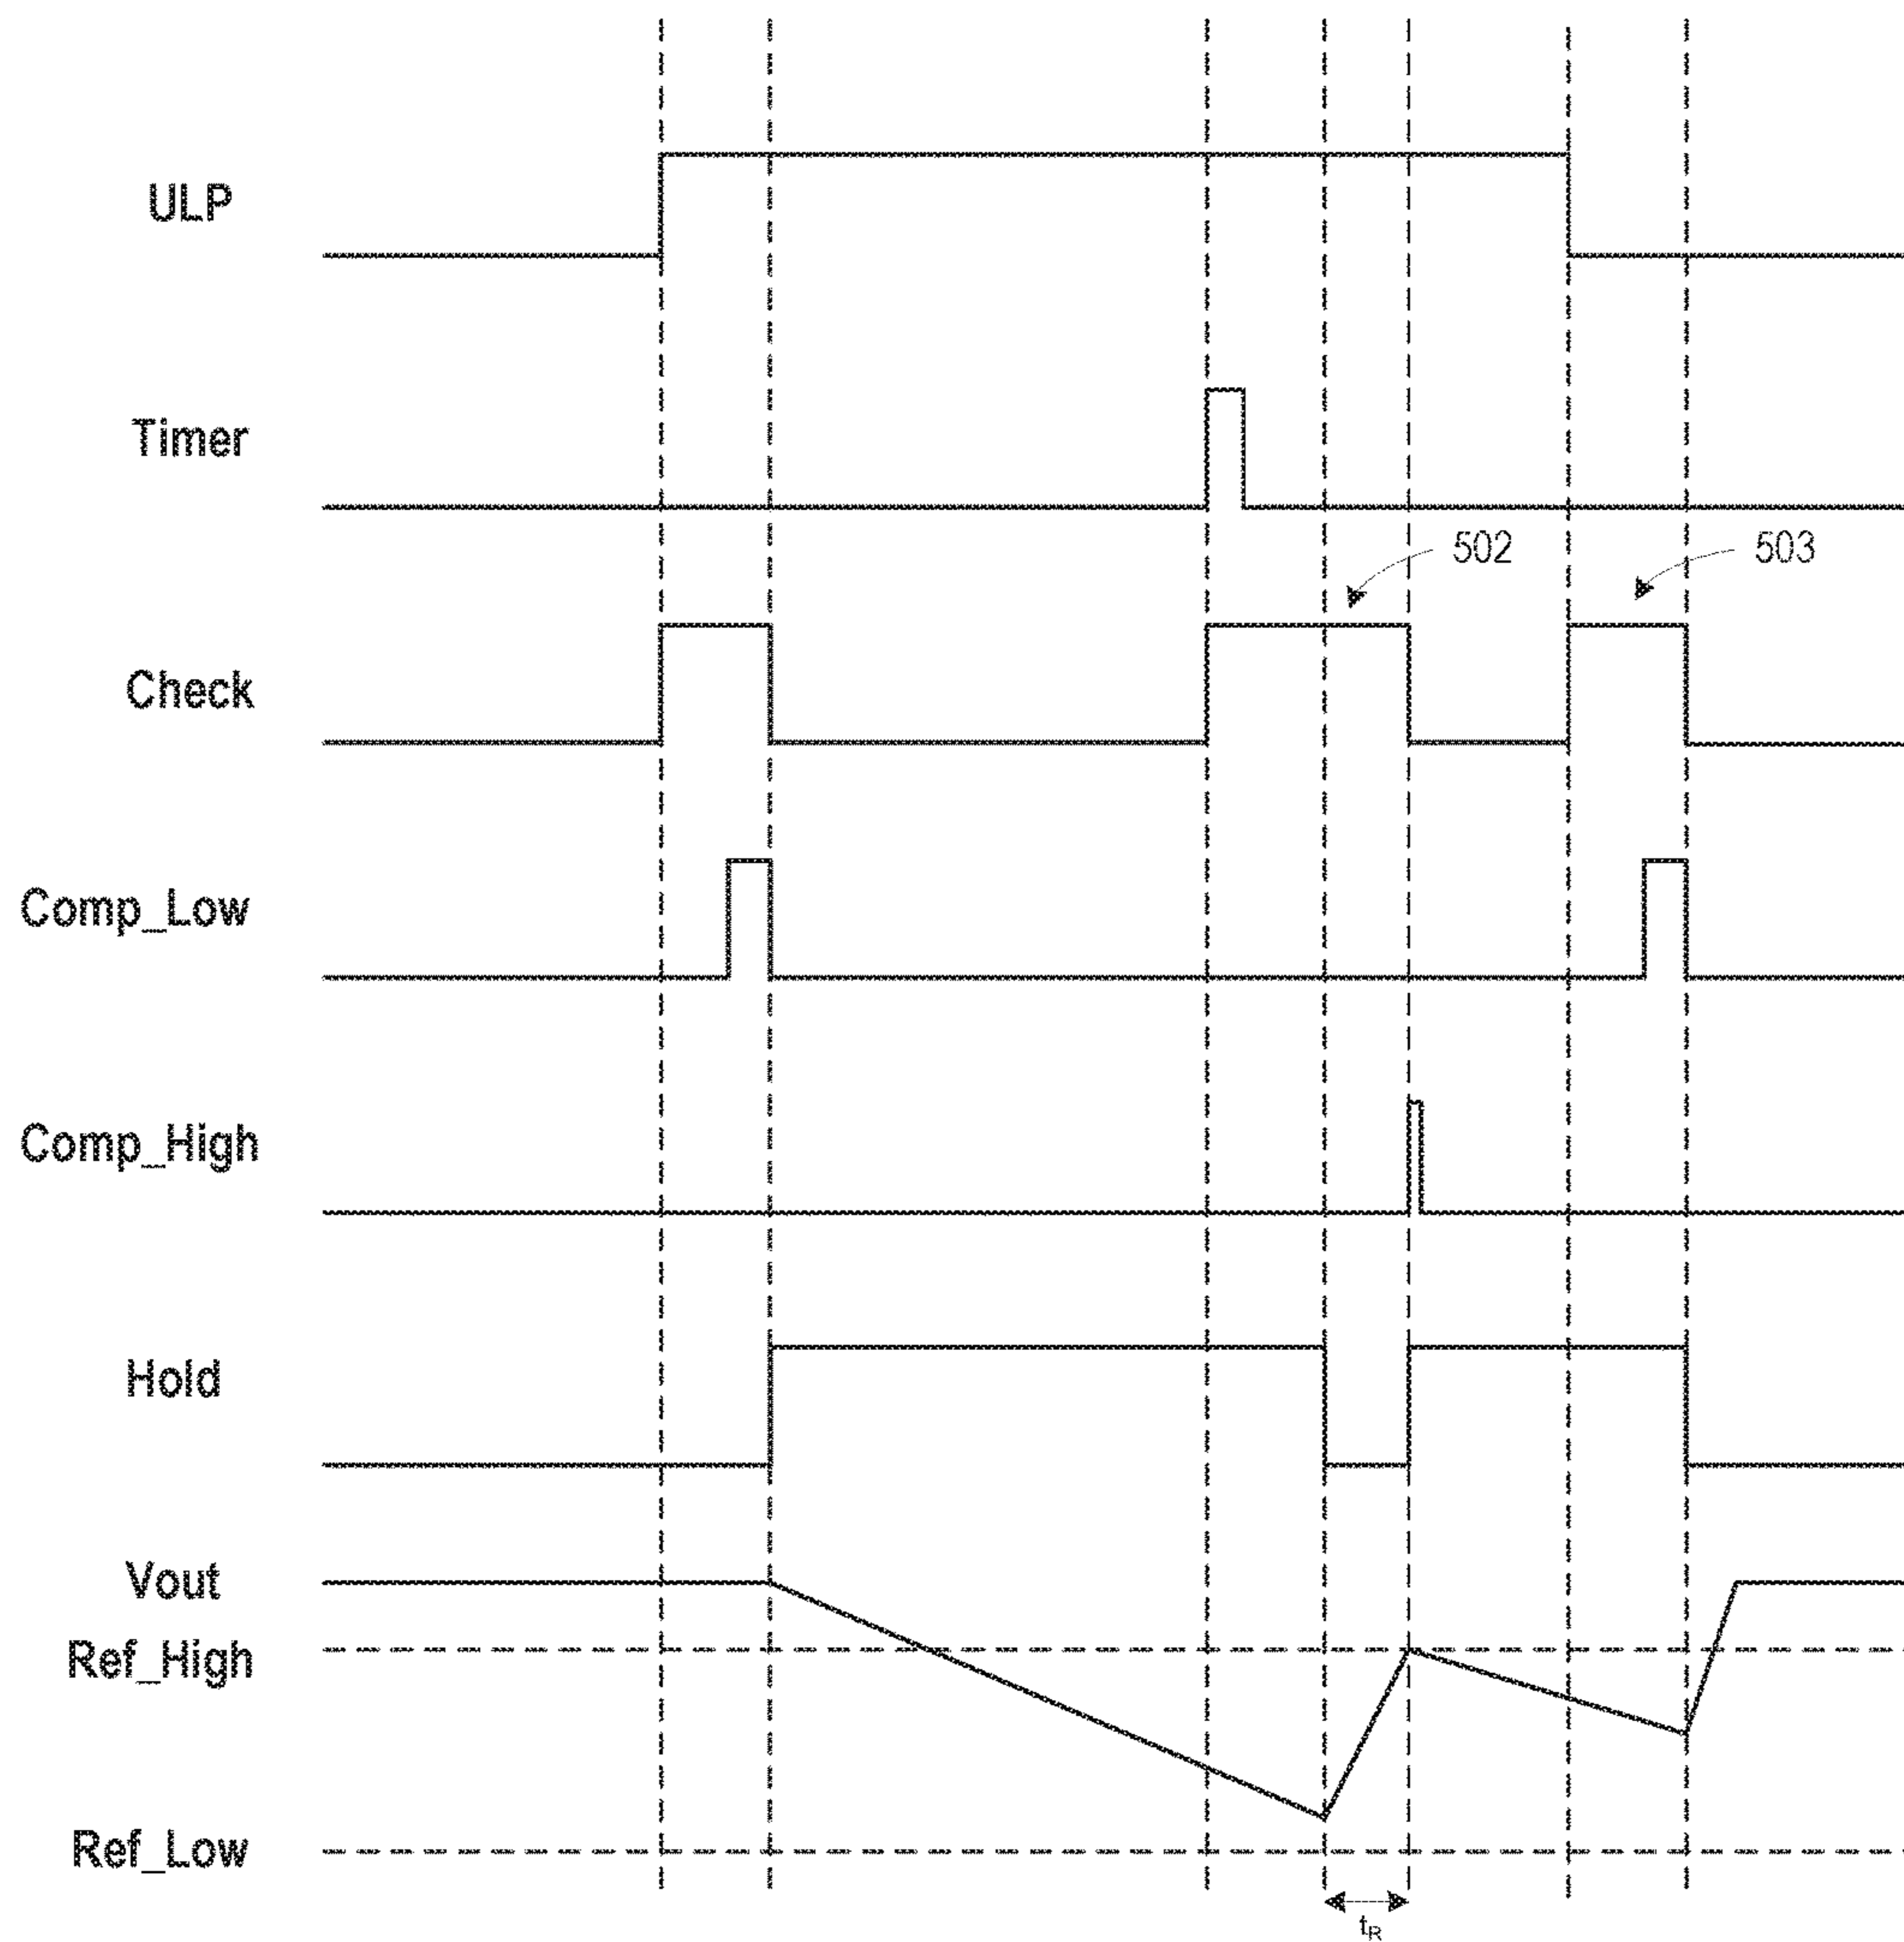 ULP
Timer
502
503
Check
Comp_Low
Comp_High
Hold
Vout
Ref_High
Ref_Low
tR